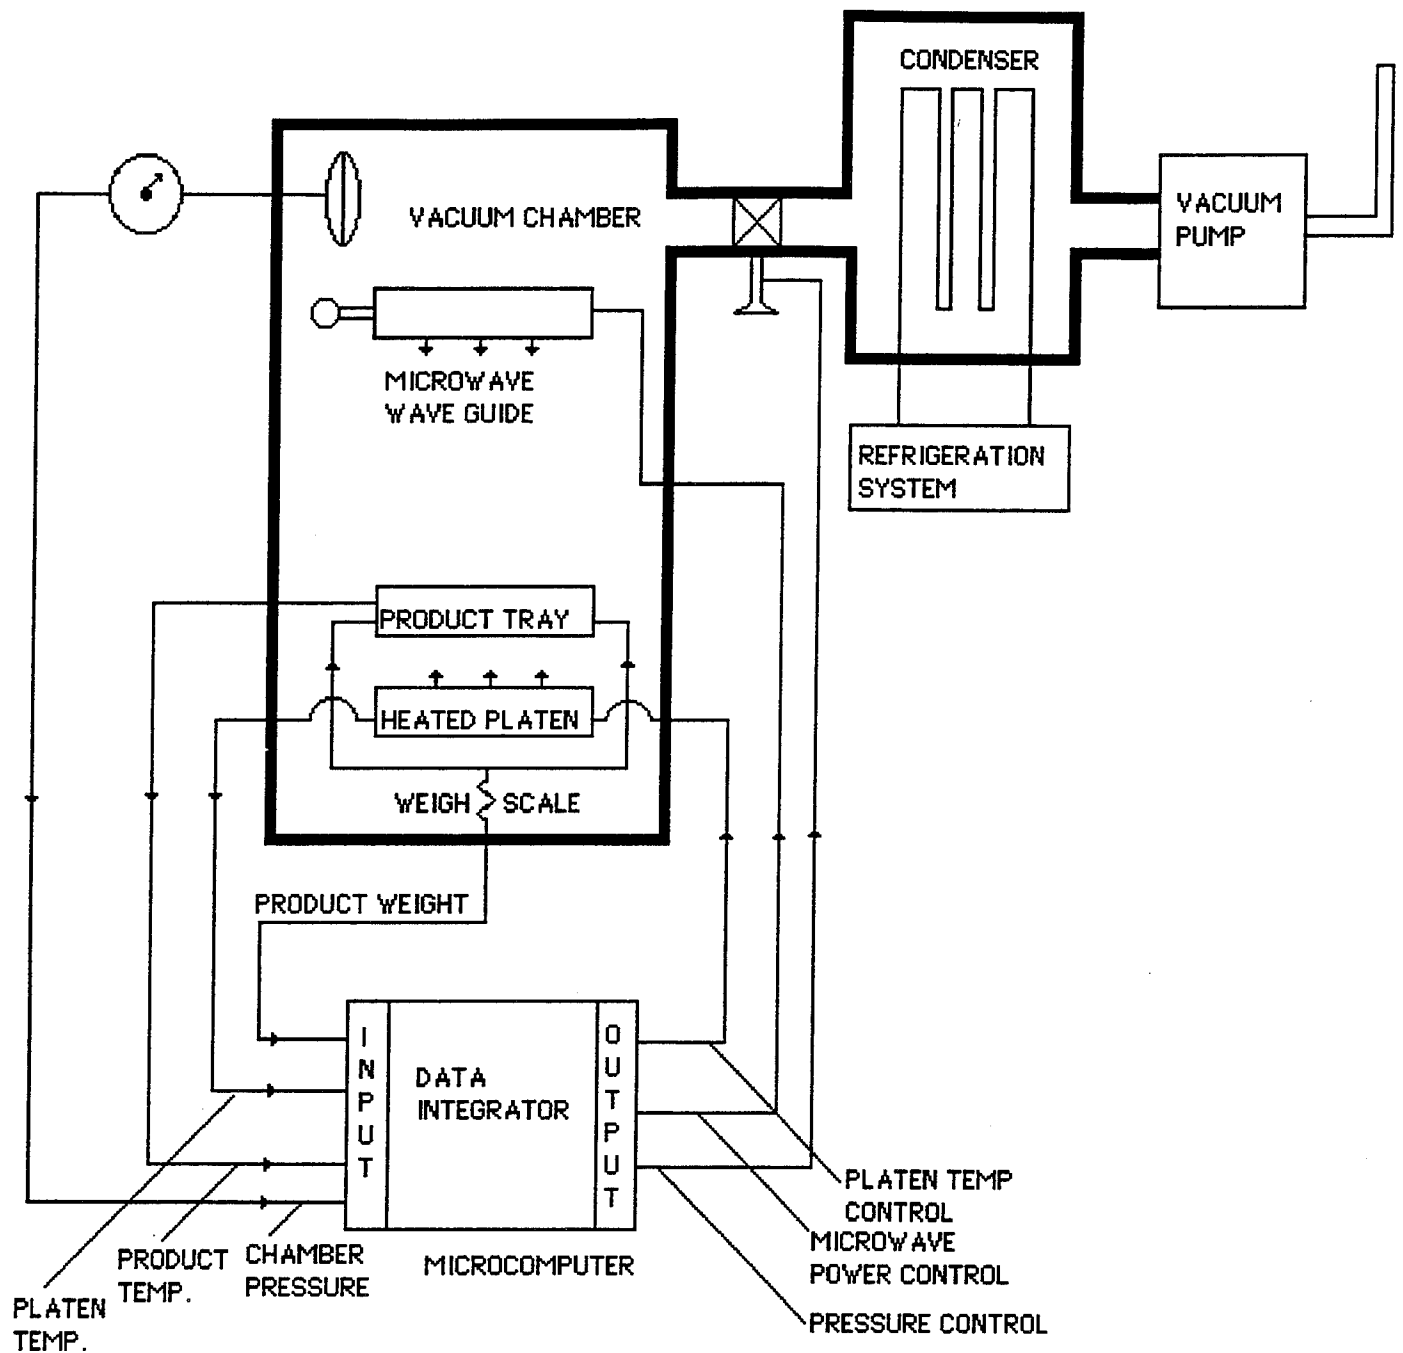 CONDENSER
VACUUM
PUMP
VACUUM CHAMBER
MICROWAVE
WAVE GUIDE
REFRIGERATION
SYSTEM
PRODUCT TRAY
HEATED PLATEN
WEIGH SCALE
PRODUCT WEIGHT
INPUT
DATA
INTEGRATOR
OUTPUT
MICROCOMPUTER
PLATEN
TEMP.
PRODUCT
TEMP.
CHAMBER
PRESSURE
PLATEN TEMP
CONTROL
MICROWAVE
POWER CONTROL
PRESSURE CONTROL